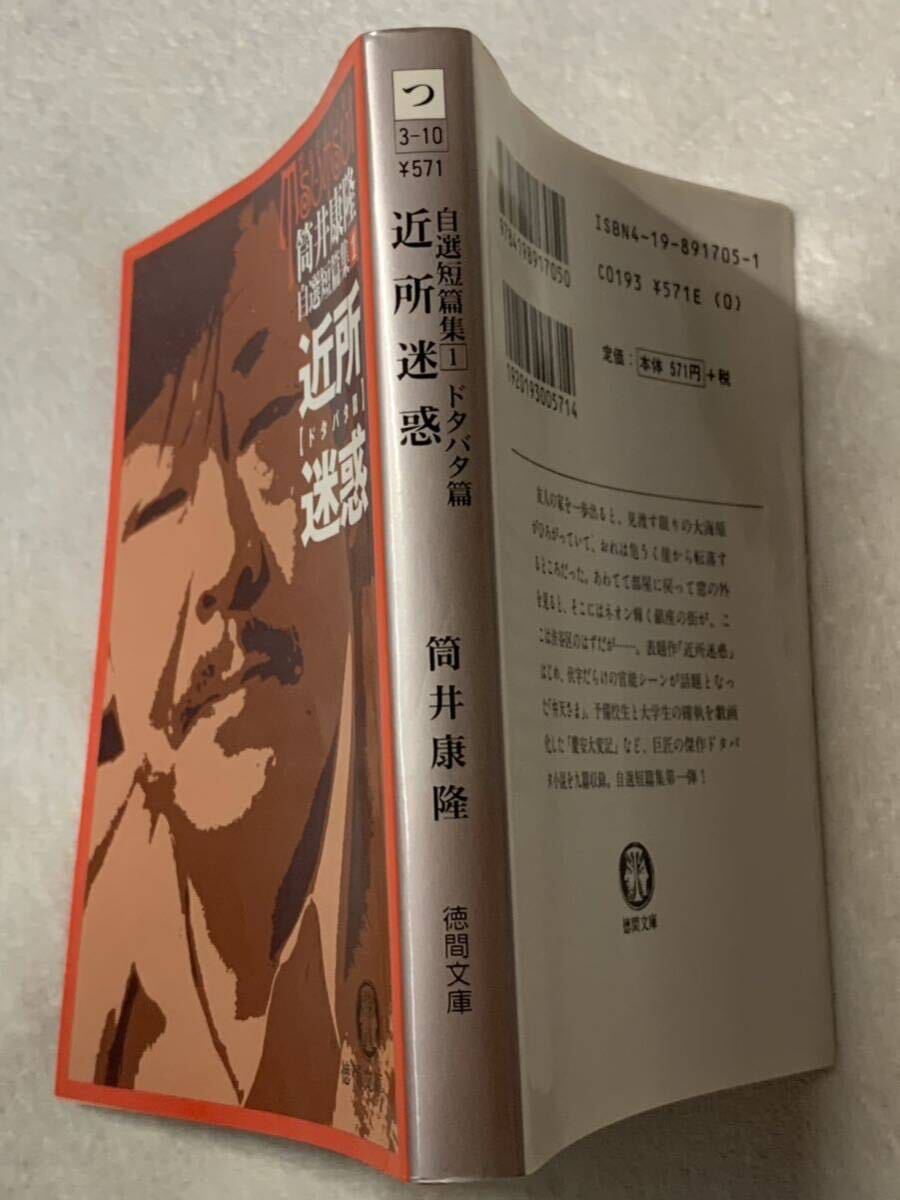 筒井康隆
自選短篇集1
近所
[ドタバタ篇]
迷惑
つ
3-10
¥571
自選短篇集1 ドタバタ篇
近所迷惑
筒井康隆
徳間文庫
9784198917050
1920193005714
ISBN4-19-891705-1
C0193 ¥571E (0)
定価:本体 571円+税
友人の家を一歩出ると、見渡す限りの大海原
がひろがっていて、おれは危うく崖から転落す
るところだった。あわてて部屋に戻って窓の外
を見ると、そこにはネオン輝く銀座の街が。こ
こは渋谷区のはずだが……。表題作「近所迷惑」
はじめ、伏字だらけの官能シーンが話題となっ
た「弁天さま」、予備校生と大学生の確執を戯画
化した「慶安大変記」など、巨匠の傑作ドタバ
タ小説を九篇収録。自選短篇集第一弾!
徳間文庫